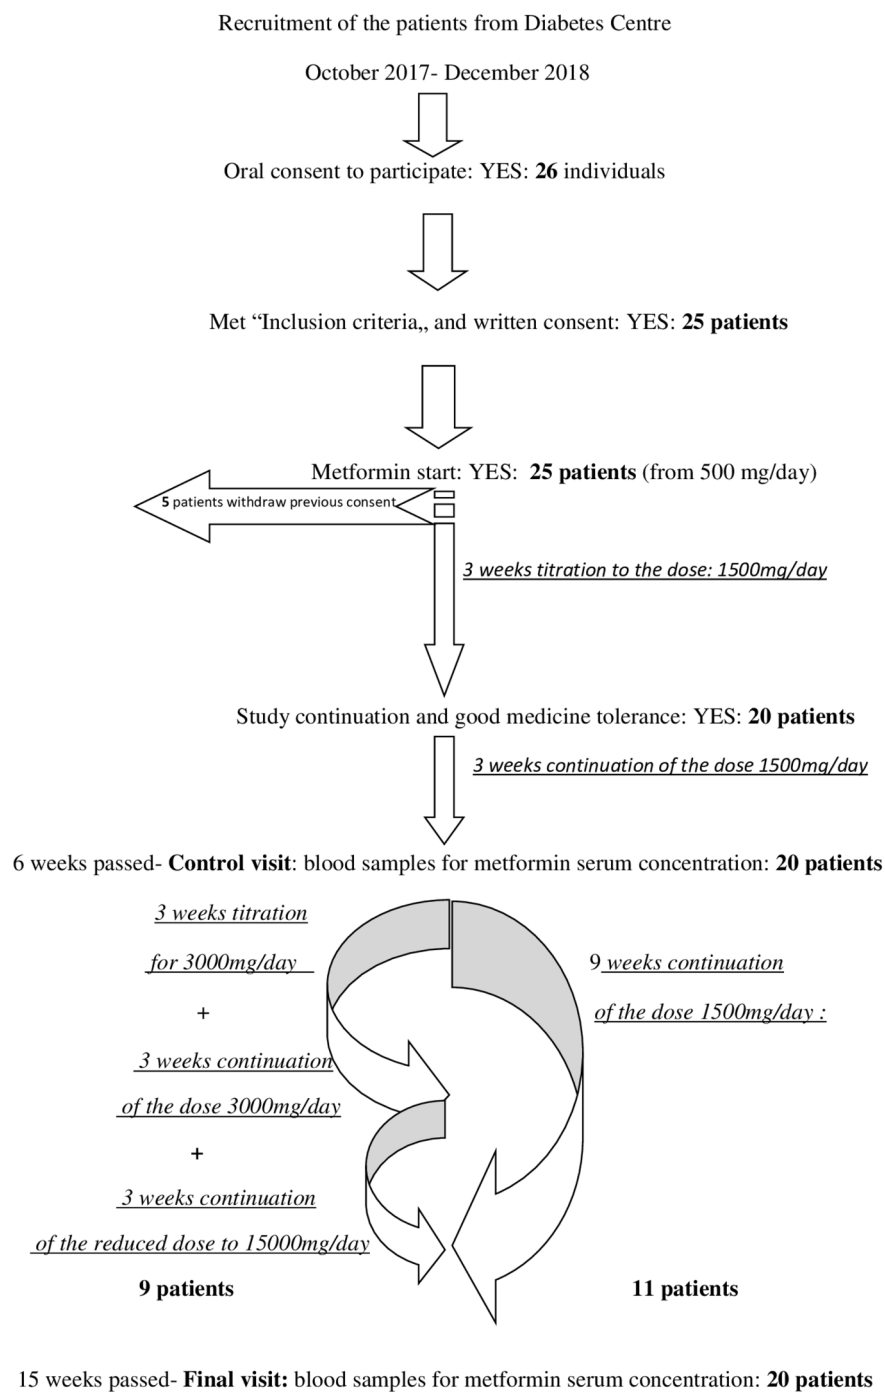 Recruitment of the patients from Diabetes Centre
October 2017- December 2018
Oral consent to participate: YES: 26 individuals
Met “Inclusion criteria„ and written consent: YES: 25 patients
Metformin start: YES: 25 patients (from 500 mg/day)
5 patients withdraw previous consent
3 weeks titration to the dose: 1500mg/day
Study continuation and good medicine tolerance: YES: 20 patients
3 weeks continuation of the dose 1500mg/day
6 weeks passed- Control visit: blood samples for metformin serum concentration: 20 patients
3 weeks titration
for 3000mg/day
+
3 weeks continuation
of the dose 3000mg/day
+
3 weeks continuation
of the reduced dose to 15000mg/day
9 patients
9 weeks continuation
of the dose 1500mg/day :
11 patients
15 weeks passed- Final visit: blood samples for metformin serum concentration: 20 patients